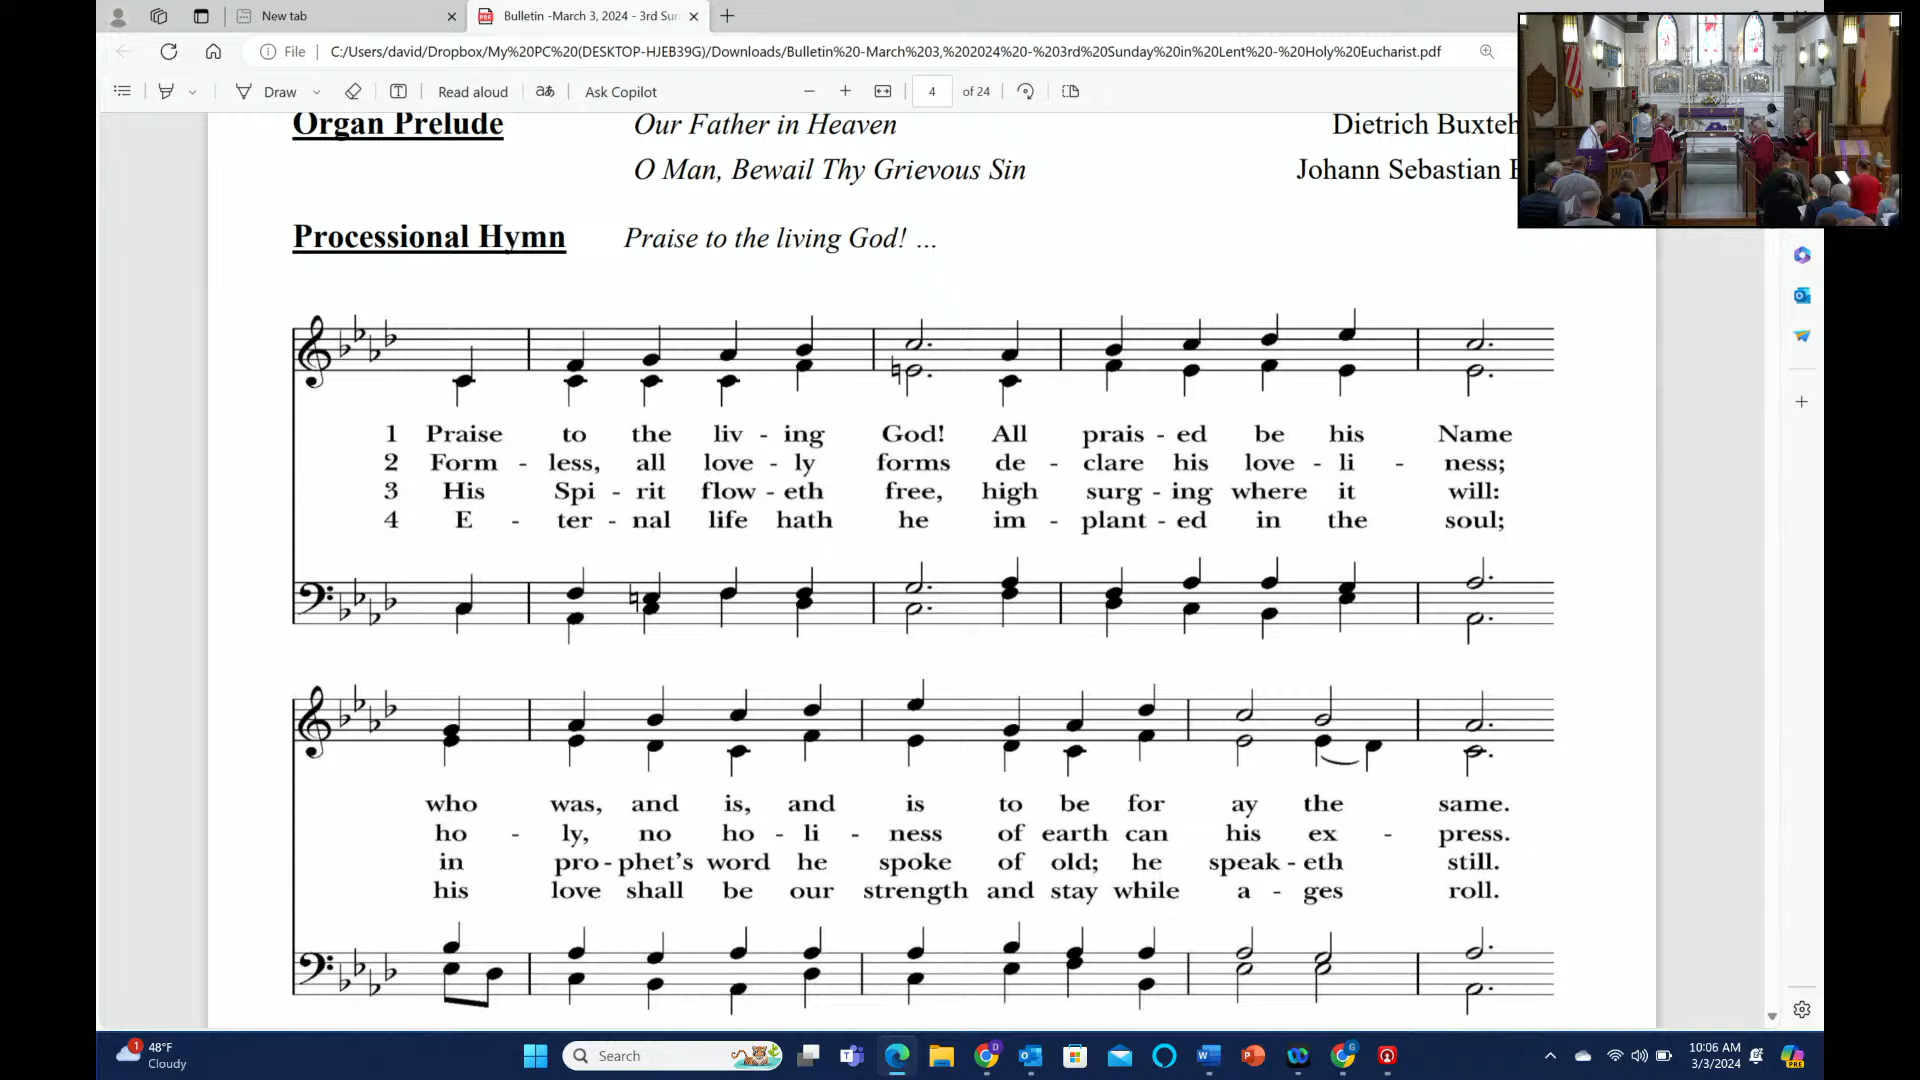 New tab
Bulletin -March 3, 2024 - 3rd Sun
File
C:/Users/david/Dropbox/My%20PC%20(DESKTOP-HJEB39G)/Downloads/Bulletin%20-March%203,%202024%20-%203rd%20Sunday%20in%20Lent%20-%20Holy%20Eucharist.pdf
Draw
Read aloud
Ask Copilot
4 of 24
Organ Prelude Our Father in Heaven Dietrich Buxteh
O Man, Bewail Thy Grievous Sin Johann Sebastian
Processional Hymn Praise to the living God! ...
1 Praise to the liv - ing God! All prais - ed be his Name
2 Form - less, all love - ly forms de - clare his love - li - ness;
3 His Spi - rit flow - eth free, high surg - ing where it will:
4 E - ter - nal life hath he im - plant - ed in the soul;
who was, and is, and is to be for ay the same.
ho - ly, no ho - li - ness of earth can his ex - press.
in pro - phet's word he spoke of old; he speak - eth still.
his love shall be our strength and stay while a - ges roll.
1
48°F
Cloudy
Search
10:06 AM
3/3/2024